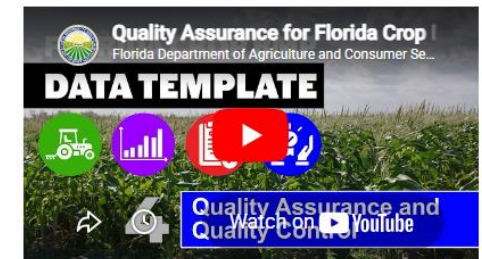 Quality Assurance for Florida Crop
Florida Department of Agriculture and Consumer Se...
DATA TEMPLATE
4
Quality Assurance and
Quality Control
Watch on YouTube